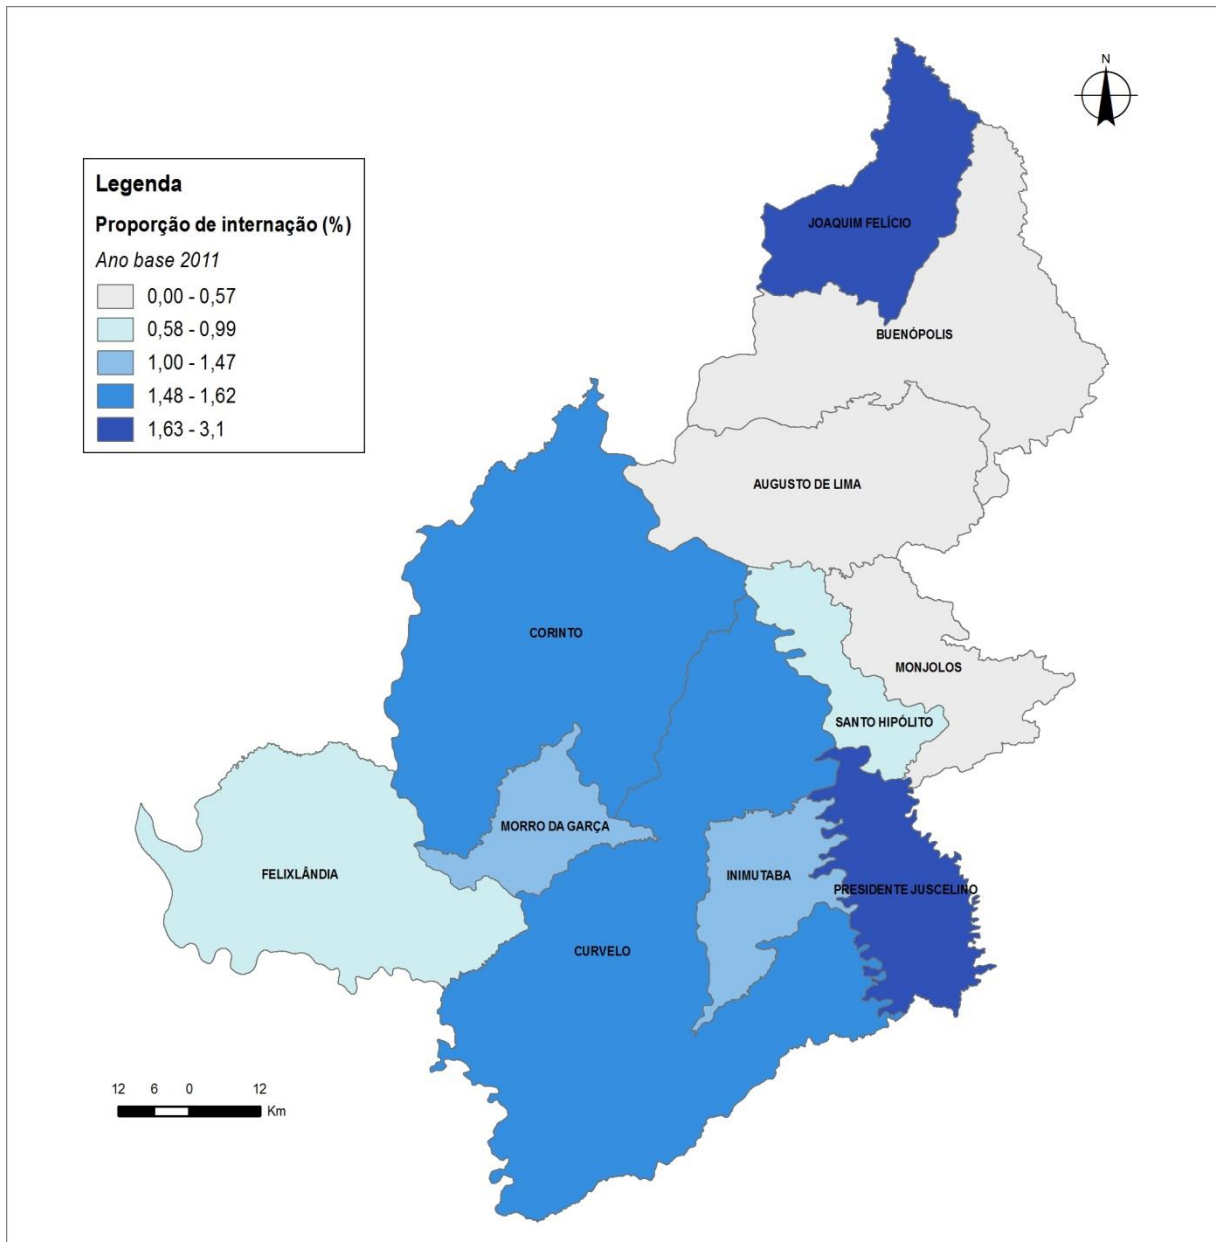 N
Legenda
Proporção de internação (%)
Ano base 2011
0,00 - 0,57
0,58 - 0,99
1,00 - 1,47
1,48 - 1,62
1,63 - 3,1
JOAQUIM FELÍCIO
BUENÓPOLIS
AUGUSTO DE LIMA
CORINTO
MONJOLOS
SANTO HIPÓLITO
MORRO DA GARÇA
FELIXLÂNDIA
INIMUTABA
PRESIDENTE JUSCELINO
CURVELO
12 6 0 12
Km